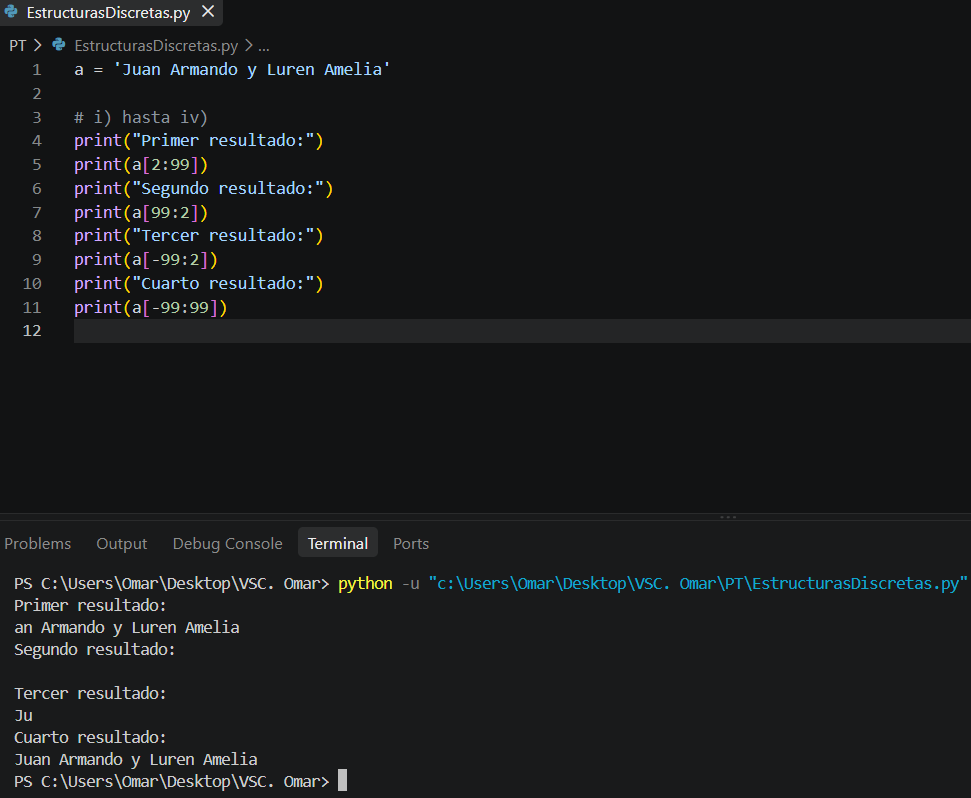 EstructurasDiscretas.py
PT > EstructurasDiscretas.py > ...
1 a = 'Juan Armando y Luren Amelia'
2
3 # i) hasta iv)
4 print("Primer resultado:")
5 print(a[2:99])
6 print("Segundo resultado:")
7 print(a[99:2])
8 print("Tercer resultado:")
9 print(a[-99:2])
10 print("Cuarto resultado:")
11 print(a[-99:99])
12
Problems Output Debug Console Terminal Ports
PS C:\Users\Omar\Desktop\VSC. Omar> python -u "c:\Users\Omar\Desktop\VSC. Omar\PT\EstructurasDiscretas.py"
Primer resultado:
an Armando y Luren Amelia
Segundo resultado:

Tercer resultado:
Ju
Cuarto resultado:
Juan Armando y Luren Amelia
PS C:\Users\Omar\Desktop\VSC. Omar>